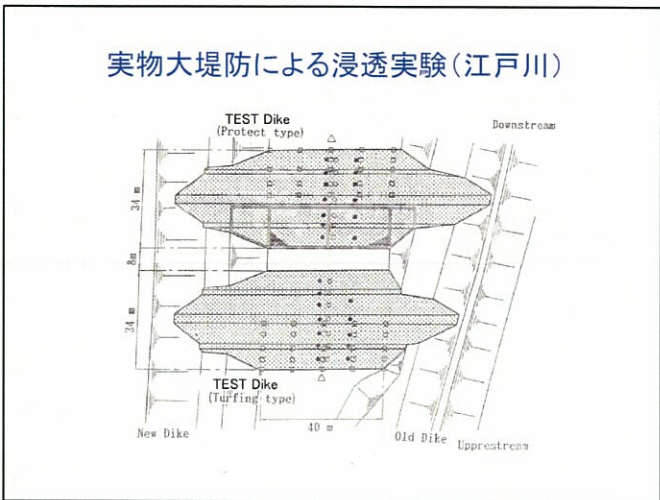 実物大堤防による浸透実験(江戸川)
TEST Dike
(Protect type)
Downstream
34 m
8m
34 m
TEST Dike
(Turfing type)
New Dike
40 m
Old Dike
Upprestream